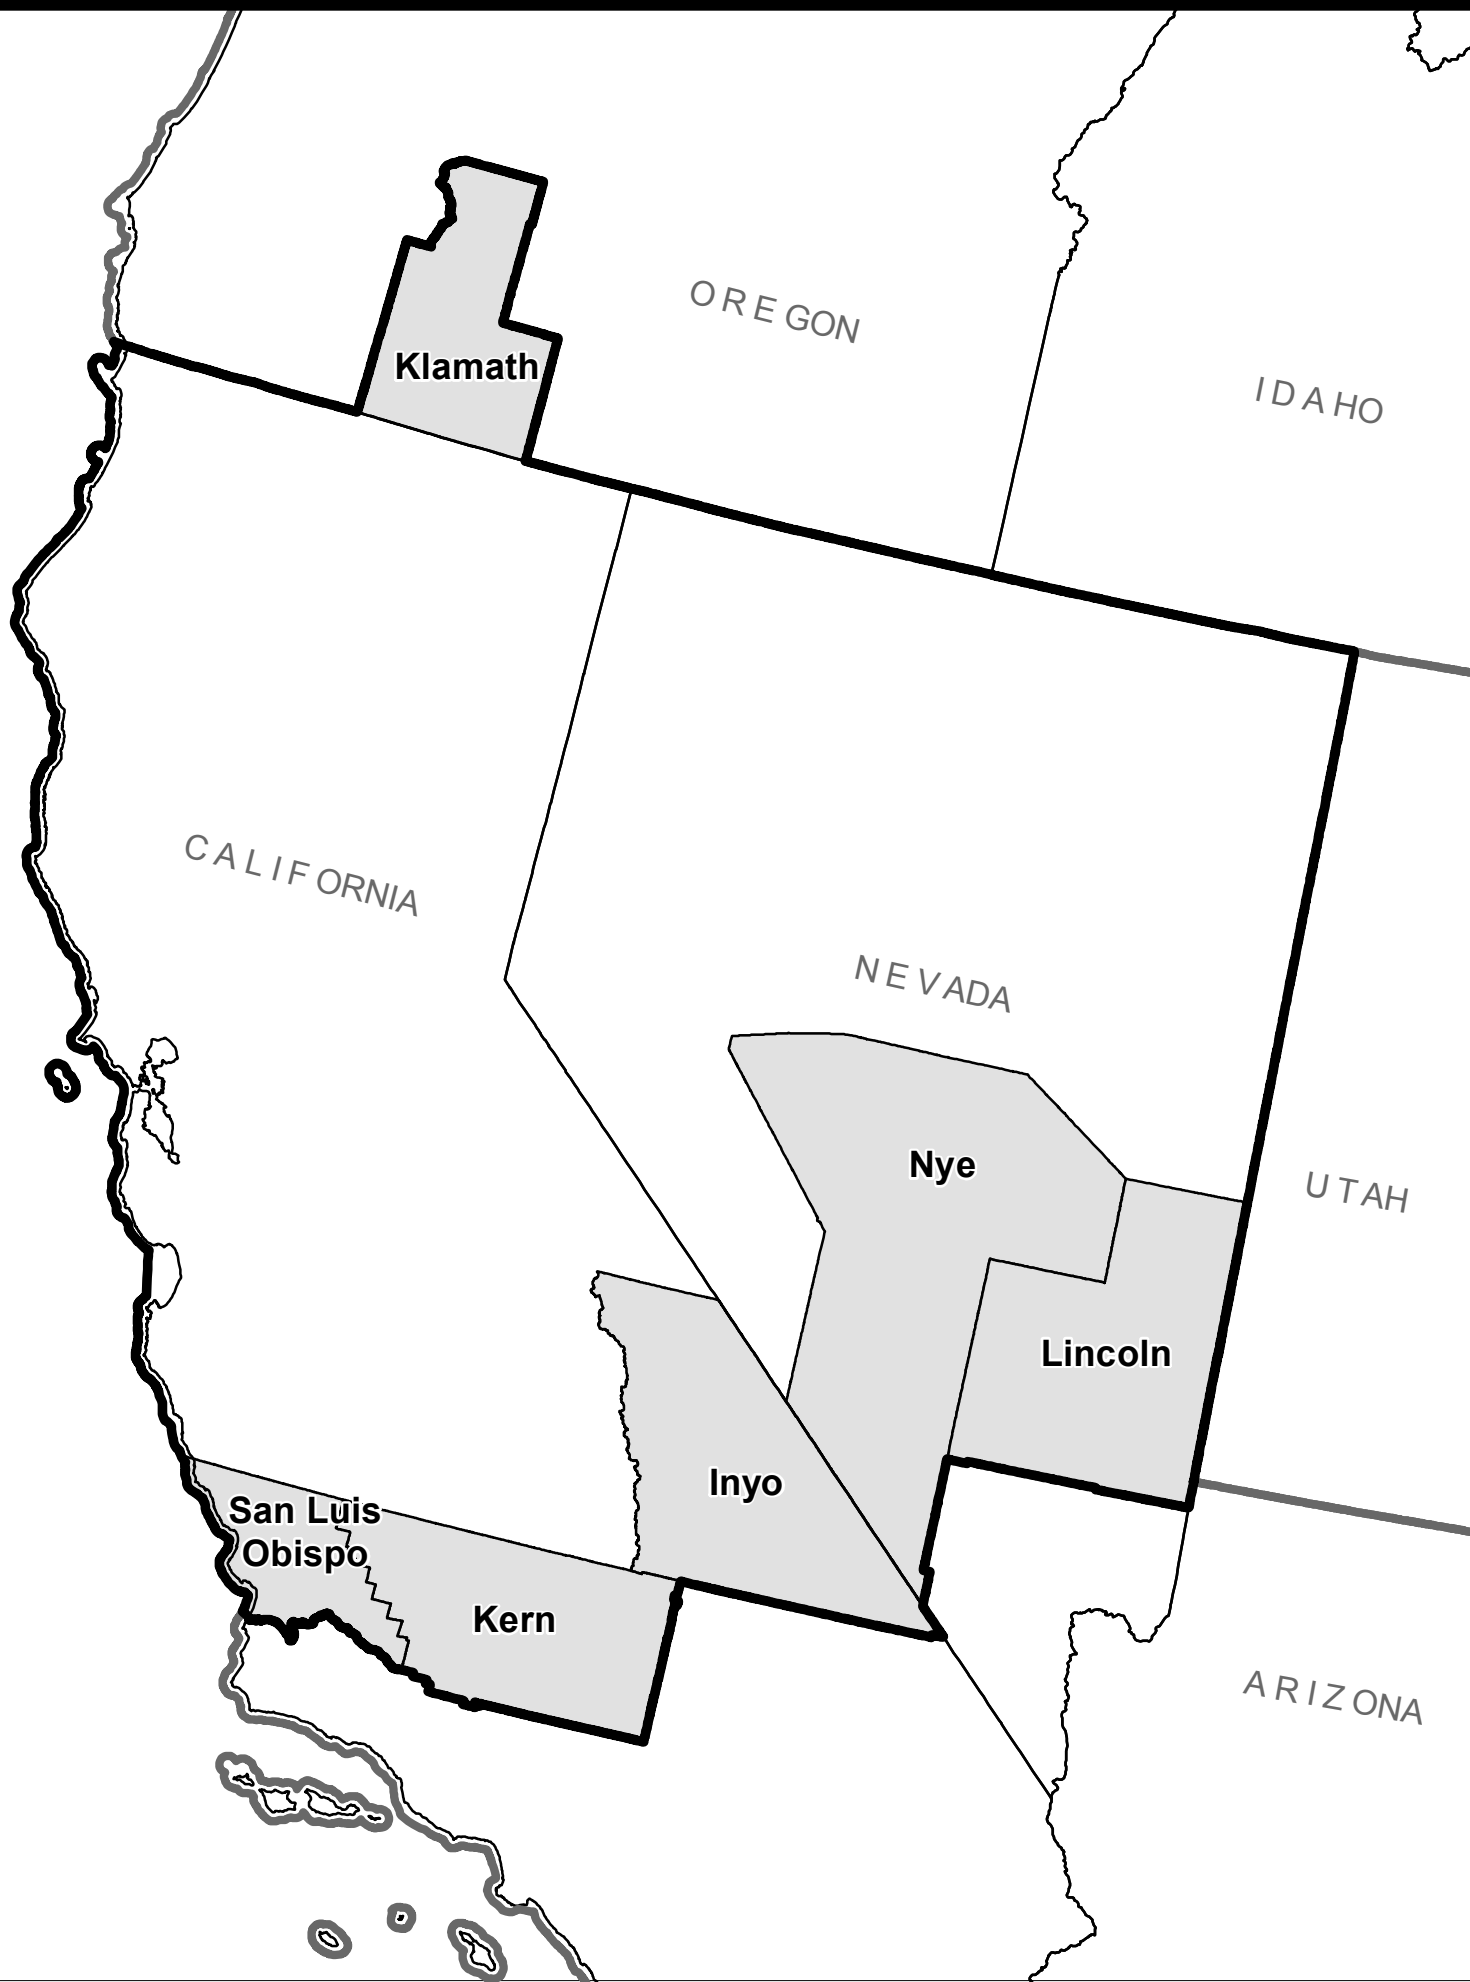 OREGON
Klamath
IDAHO
CALIFORNIA
NEVADA
Nye
UTAH
Lincoln
Inyo
San Luis
Obispo
Kern
ARIZONA